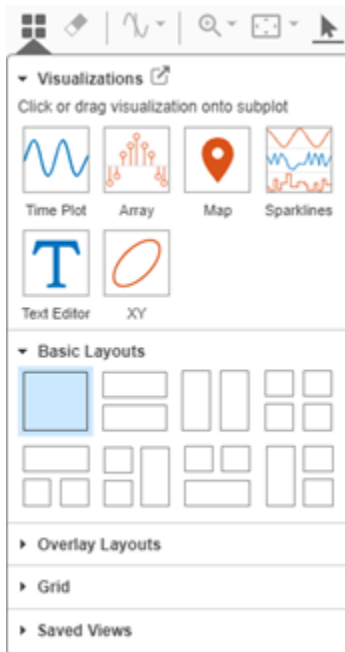 Visualizations
Click or drag visualization onto subplot
Time Plot Array Map Sparklines
T
Text Editor XY
Basic Layouts
Overlay Layouts
Grid
Saved Views